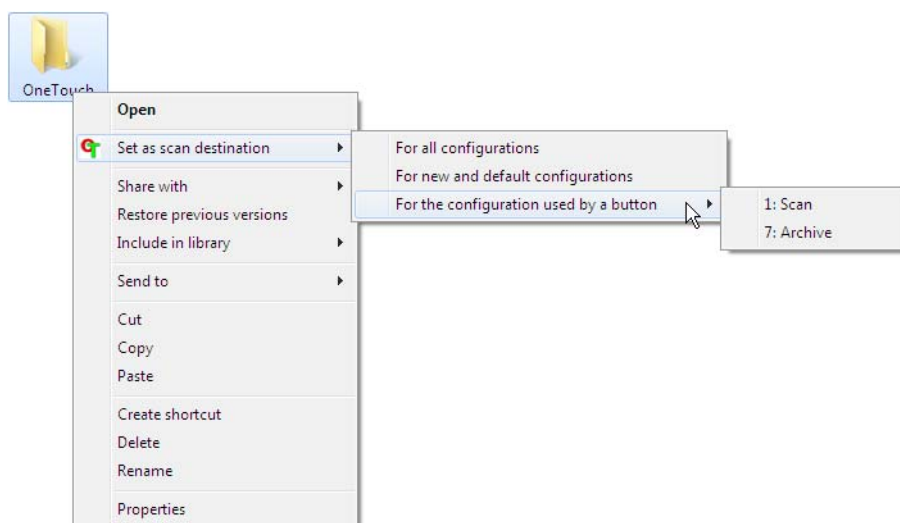 OneTouch
Open
Set as scan destination
For all configurations
Share with
For new and default configurations
Restore previous versions
For the configuration used by a button
1: Scan
Include in library
7: Archive
Send to
Cut
Copy
Paste
Create shortcut
Delete
Rename
Properties